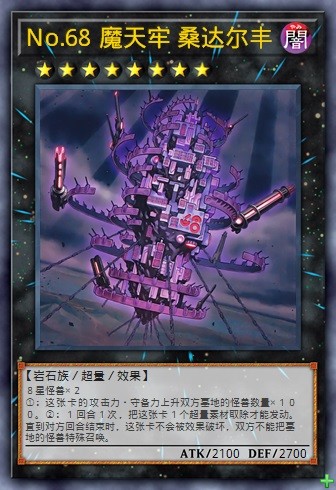 No.68 魔天牢 桑达尔丰
闇
68
【岩石族／超量／效果】
８星怪兽×２
①：这张卡的攻击力·守备力上升双方墓地的怪兽数量×１０
０。②：１回合１次，把这张卡１个超量素材取除才能发动。
直到对方回合结束时，这张卡不会被效果破坏，双方不能把墓
地的怪兽特殊召唤。
ATK/2100 DEF/2700